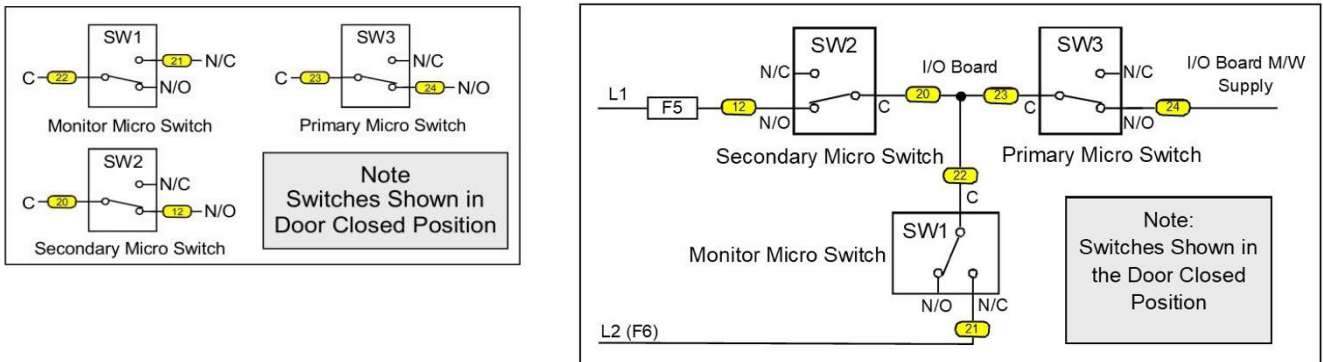 SW1
21
N/C
C
22
N/O
Monitor Micro Switch
SW3
N/C
C
23
24
N/O
Primary Micro Switch
SW2
N/C
C
20
12
N/O
Secondary Micro Switch
Note
Switches Shown in
Door Closed Position
SW2
N/C
L1
F5
12
N/O
C
20
Secondary Micro Switch
I/O Board
23
C
SW3
N/C
24
N/O
I/O Board M/W
Supply
Primary Micro Switch
22
C
SW1
Monitor Micro Switch
N/O
N/C
L2 (F6)
21
Note:
Switches Shown in
the Door Closed
Position